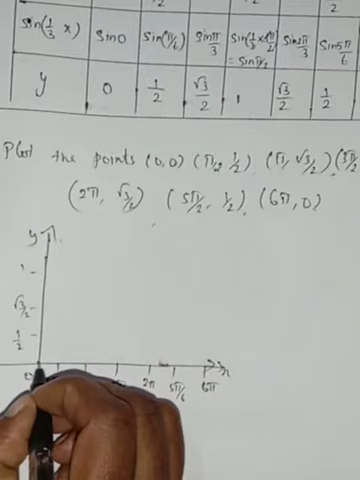 2
sin(1/3 x) sin0 sin(π/6) sinπ/3 sin(1/3 × 3π/2) = sinπ/2 sin2π/3 sin5π/6
y 0 1/2 √3/2 1 √3/2 1/2
Plot the points (0,0) (π/2, 1/2) (π, √3/2) (3π/2
(2π, √3/2) (5π/2, 1/2), (6π, 0)
y
1
√3/2
1/2
0 2π 5π/6 6π x